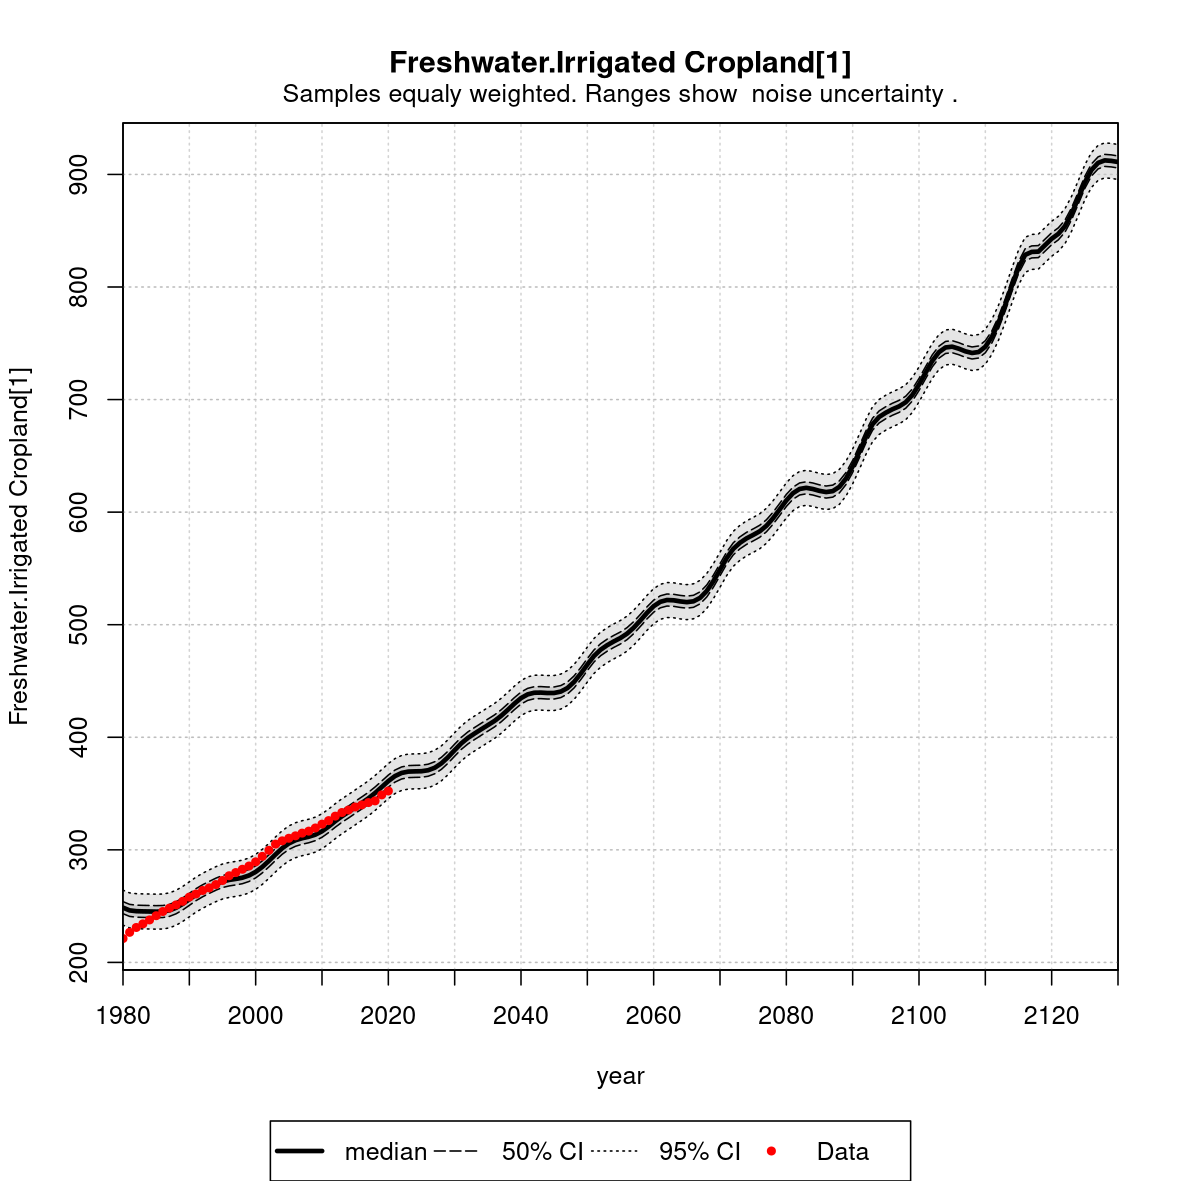 Freshwater.Irrigated Cropland[1]
Samples equaly weighted. Ranges show  noise uncertainty .
Freshwater.Irrigated Cropland[1]
900
800
700
600
500
400
300
200
1980 2000 2020 2040 2060 2080 2100 2120
year
median 50% CI 95% CI Data